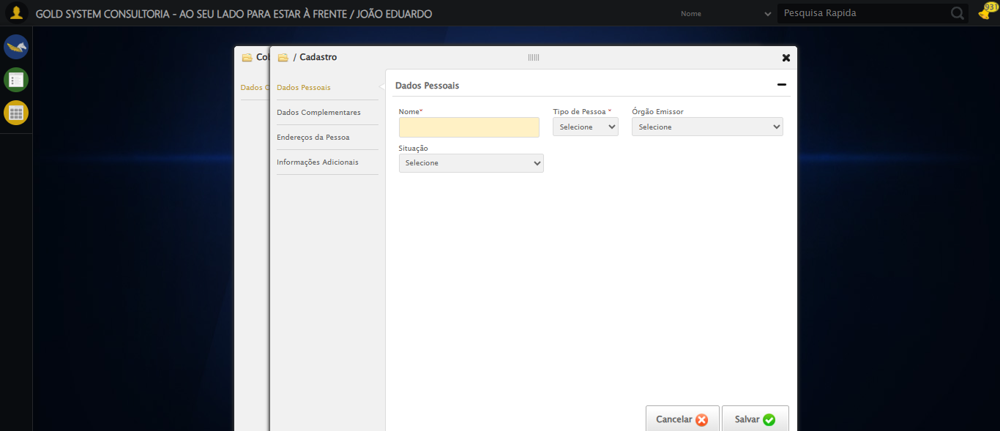 GOLD SYSTEM CONSULTORIA - AO SEU LADO PARA ESTAR À FRENTE / JOÃO EDUARDO
Nome
Pesquisa Rapida
931
Cob
/ Cadastro
Dados C
Dados Pessoais
Dados Complementares
Endereços da Pessoa
Informações Adicionais
Dados Pessoais
Nome*
Tipo de Pessoa *
Órgão Emissor
Selecione
Selecione
Situação
Selecione
Cancelar
Salvar